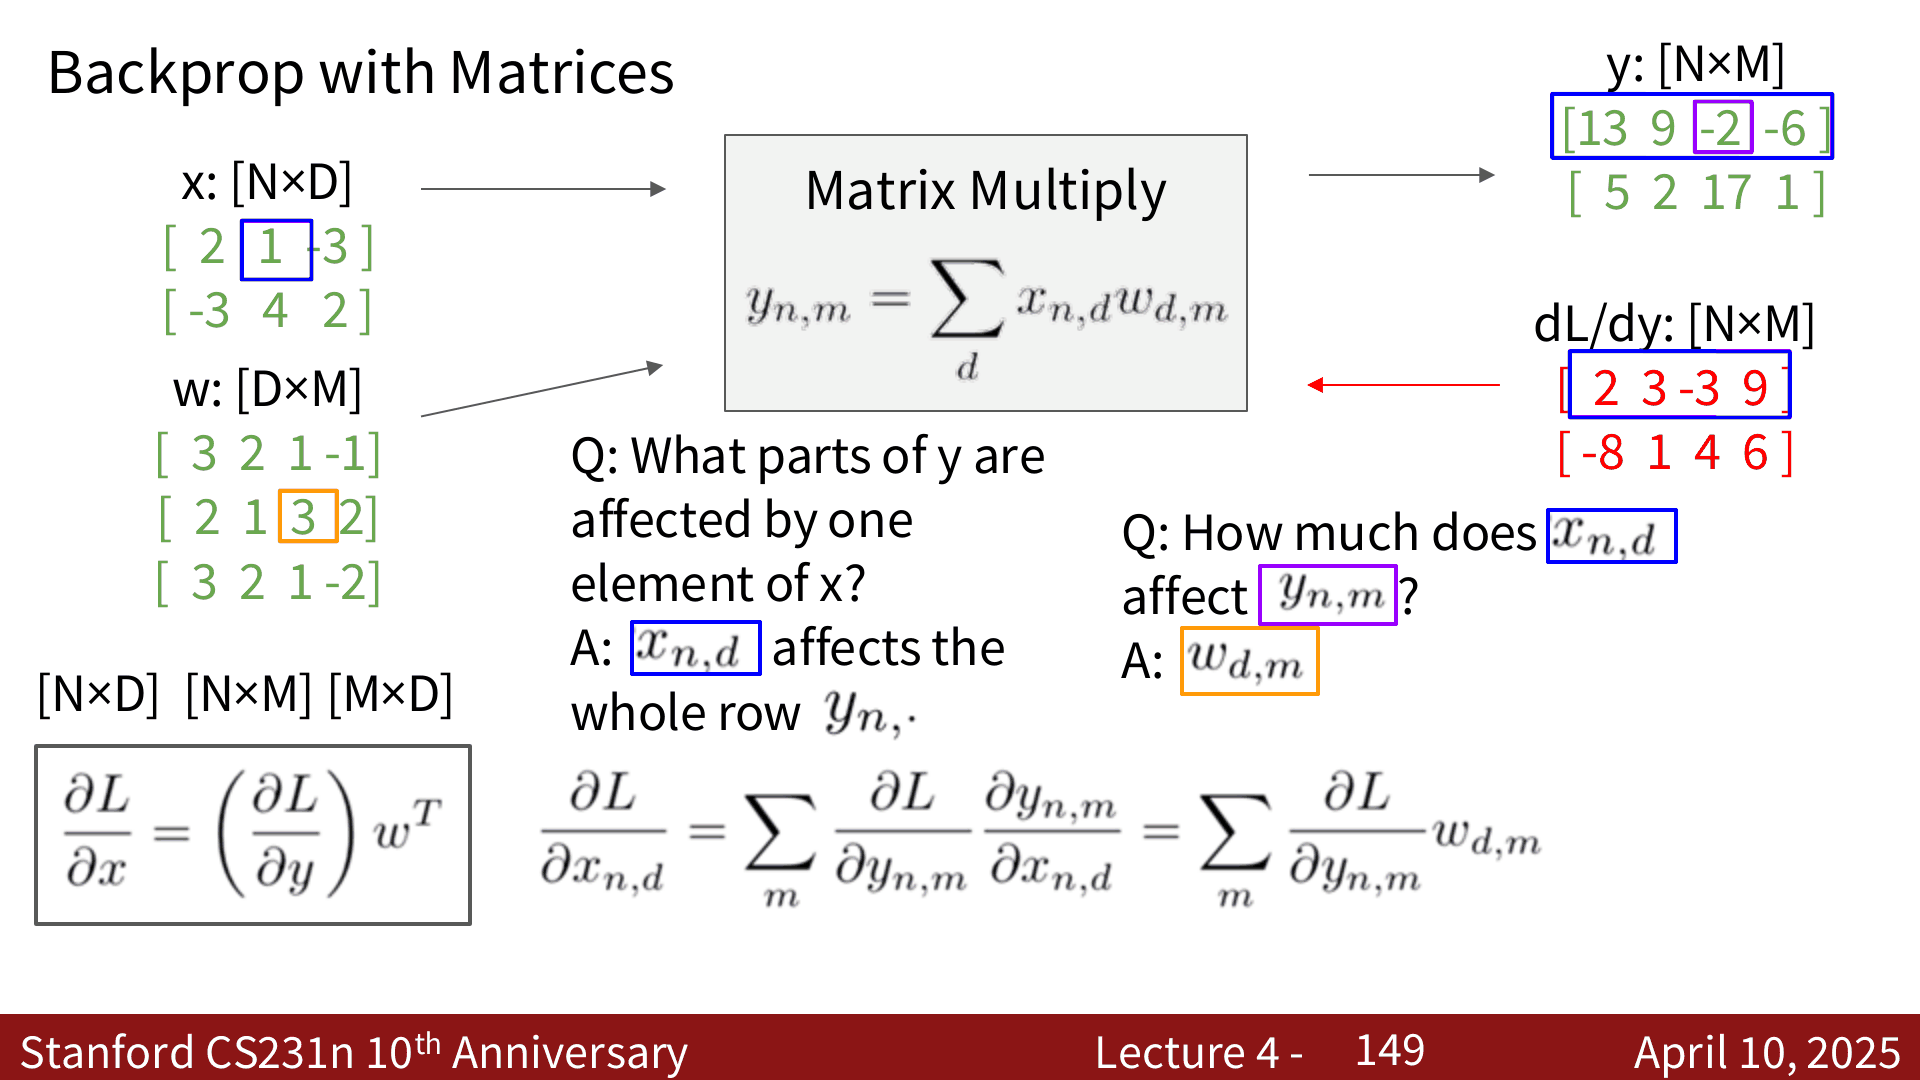 Backprop with Matrices
x: [N×D]
[ 2 1 -3 ]
[ -3 4 2 ]
w: [D×M]
[ 3 2 1 -1]
[ 2 1 3 2]
[ 3 2 1 -2]
[N×D] [N×M] [M×D]
∂L/∂x = (∂L/∂y) w^T
Matrix Multiply
y_{n,m} = ∑_d x_{n,d} w_{d,m}
y: [N×M]
[13 9 -2 -6 ]
[ 5 2 17 1 ]
dL/dy: [N×M]
[ 2 3 -3 9 ]
[ -8 1 4 6 ]
Q: What parts of y are
affected by one
element of x?
A: x_{n,d} affects the
whole row y_{n,·}
Q: How much does x_{n,d}
affect y_{n,m} ?
A: w_{d,m}
∂L/∂x_{n,d} = ∑_m ∂L/∂y_{n,m} ∂y_{n,m}/∂x_{n,d} = ∑_m ∂L/∂y_{n,m} w_{d,m}
Stanford CS231n 10th Anniversary
Lecture 4 - 149
April 10, 2025